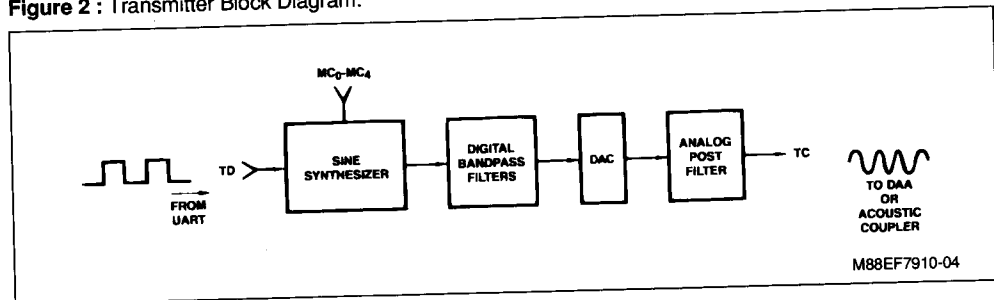 Figure 2 : Transmitter Block Diagram.
MC0-MC4
TD
SINE
SYNTHESIZER
DIGITAL
BANDPASS
FILTERS
DAC
ANALOG
POST
FILTER
TC
FROM
UART
TO DAA
OR
ACOUSTIC
COUPLER
M88EF7910-04